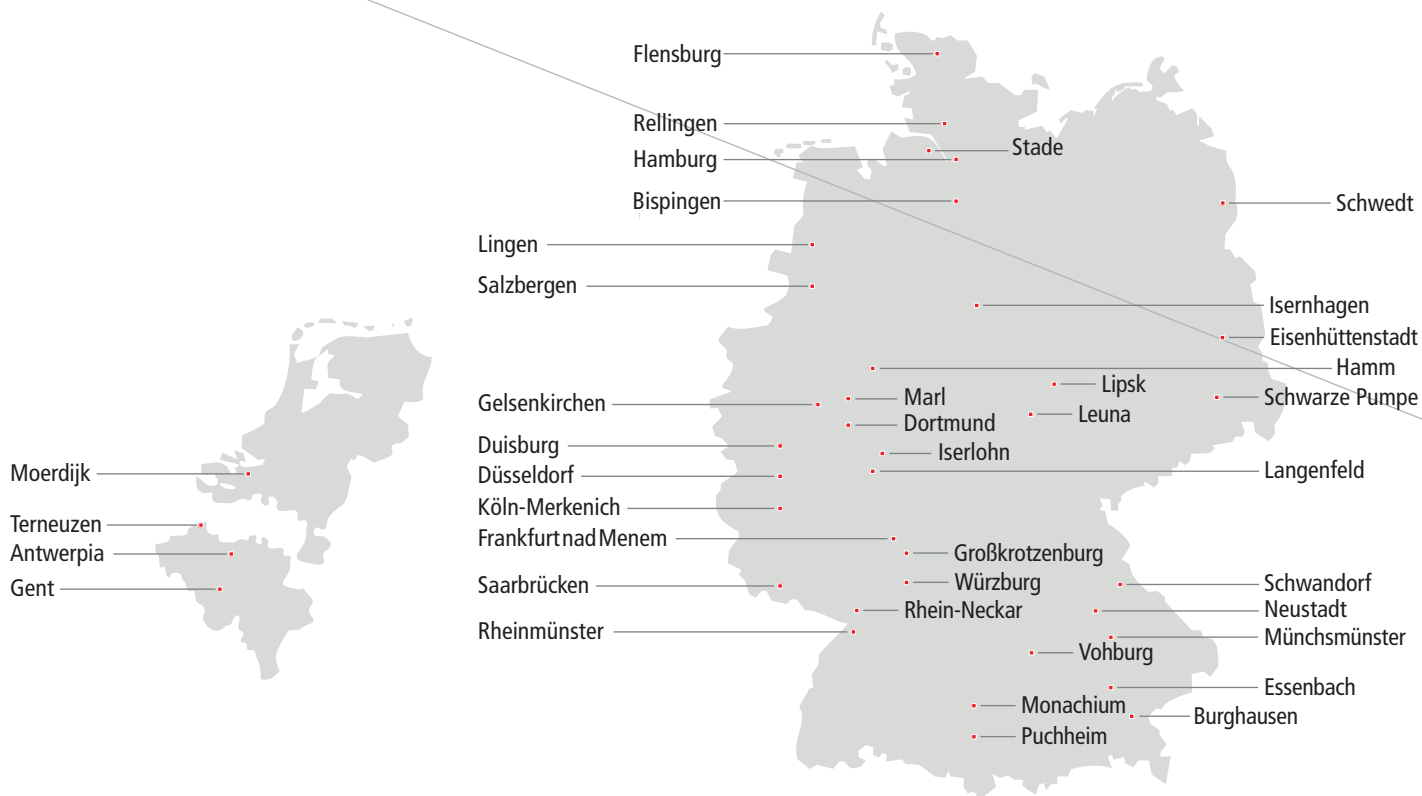 Flensburg
Rellingen
Stade
Hamburg
Bispingen
Schwedt
Lingen
Salzbergen
Isernhagen
Eisenhüttenstadt
Hamm
Lipsk
Marl
Schwarze Pumpe
Gelsenkirchen
Leuna
Dortmund
Duisburg
Iserlohn
Langenfeld
Moerdijk
Düsseldorf
Köln-Merkenich
Terneuzen
Frankfurt nad Menem
Antwerpia
Großkrotzenburg
Gent
Saarbrücken
Würzburg
Schwandorf
Rhein-Neckar
Neustadt
Rheinmünster
Münchsmünster
Vohburg
Essenbach
Monachium
Burghausen
Puchheim